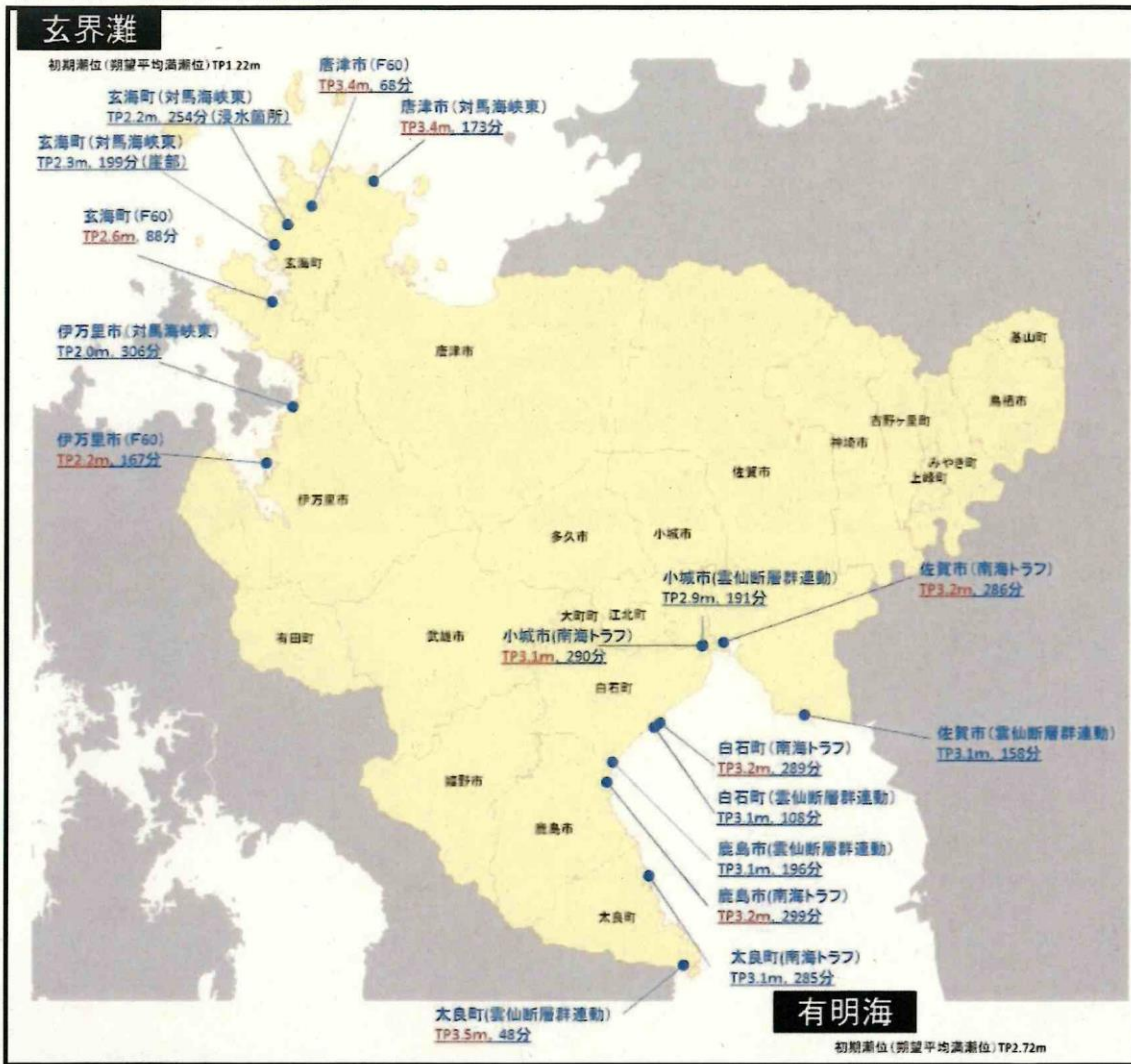 玄界灘
初期潮位(朔望平均満潮位)TP1.22m
唐津市(F60)
TP3.4m, 68分
玄海町(対馬海峡東)
TP2.2m, 254分(浸水箇所)
唐津市(対馬海峡東)
TP3.4m, 173分
玄海町(対馬海峡東)
TP2.3m, 199分(崖部)
玄海町(F60)
TP2.6m, 88分
玄海町
伊万里市(対馬海峡東)
TP2.0m, 306分
唐津市
基山町
鳥栖市
吉野ヶ里町
神埼市
みやき町
上峰町
伊万里市(F60)
TP2.2m, 167分
佐賀市
伊万里市
多久市
小城市
小城市(雲仙断層群連動)
TP2.9m, 191分
佐賀市(南海トラフ)
TP3.2m, 286分
大町町
江北町
有田町
武雄市
小城市(南海トラフ)
TP3.1m, 290分
白石町
佐賀市(雲仙断層群連動)
TP3.1m, 158分
白石町(南海トラフ)
TP3.2m, 289分
嬉野市
白石町(雲仙断層群連動)
TP3.1m, 108分
鹿島市
鹿島市(雲仙断層群連動)
TP3.1m, 196分
鹿島市(南海トラフ)
TP3.2m, 299分
太良町
太良町(南海トラフ)
TP3.1m, 285分
太良町(雲仙断層群連動)
TP3.5m, 48分
有明海
初期潮位(朔望平均満潮位)TP2.72m